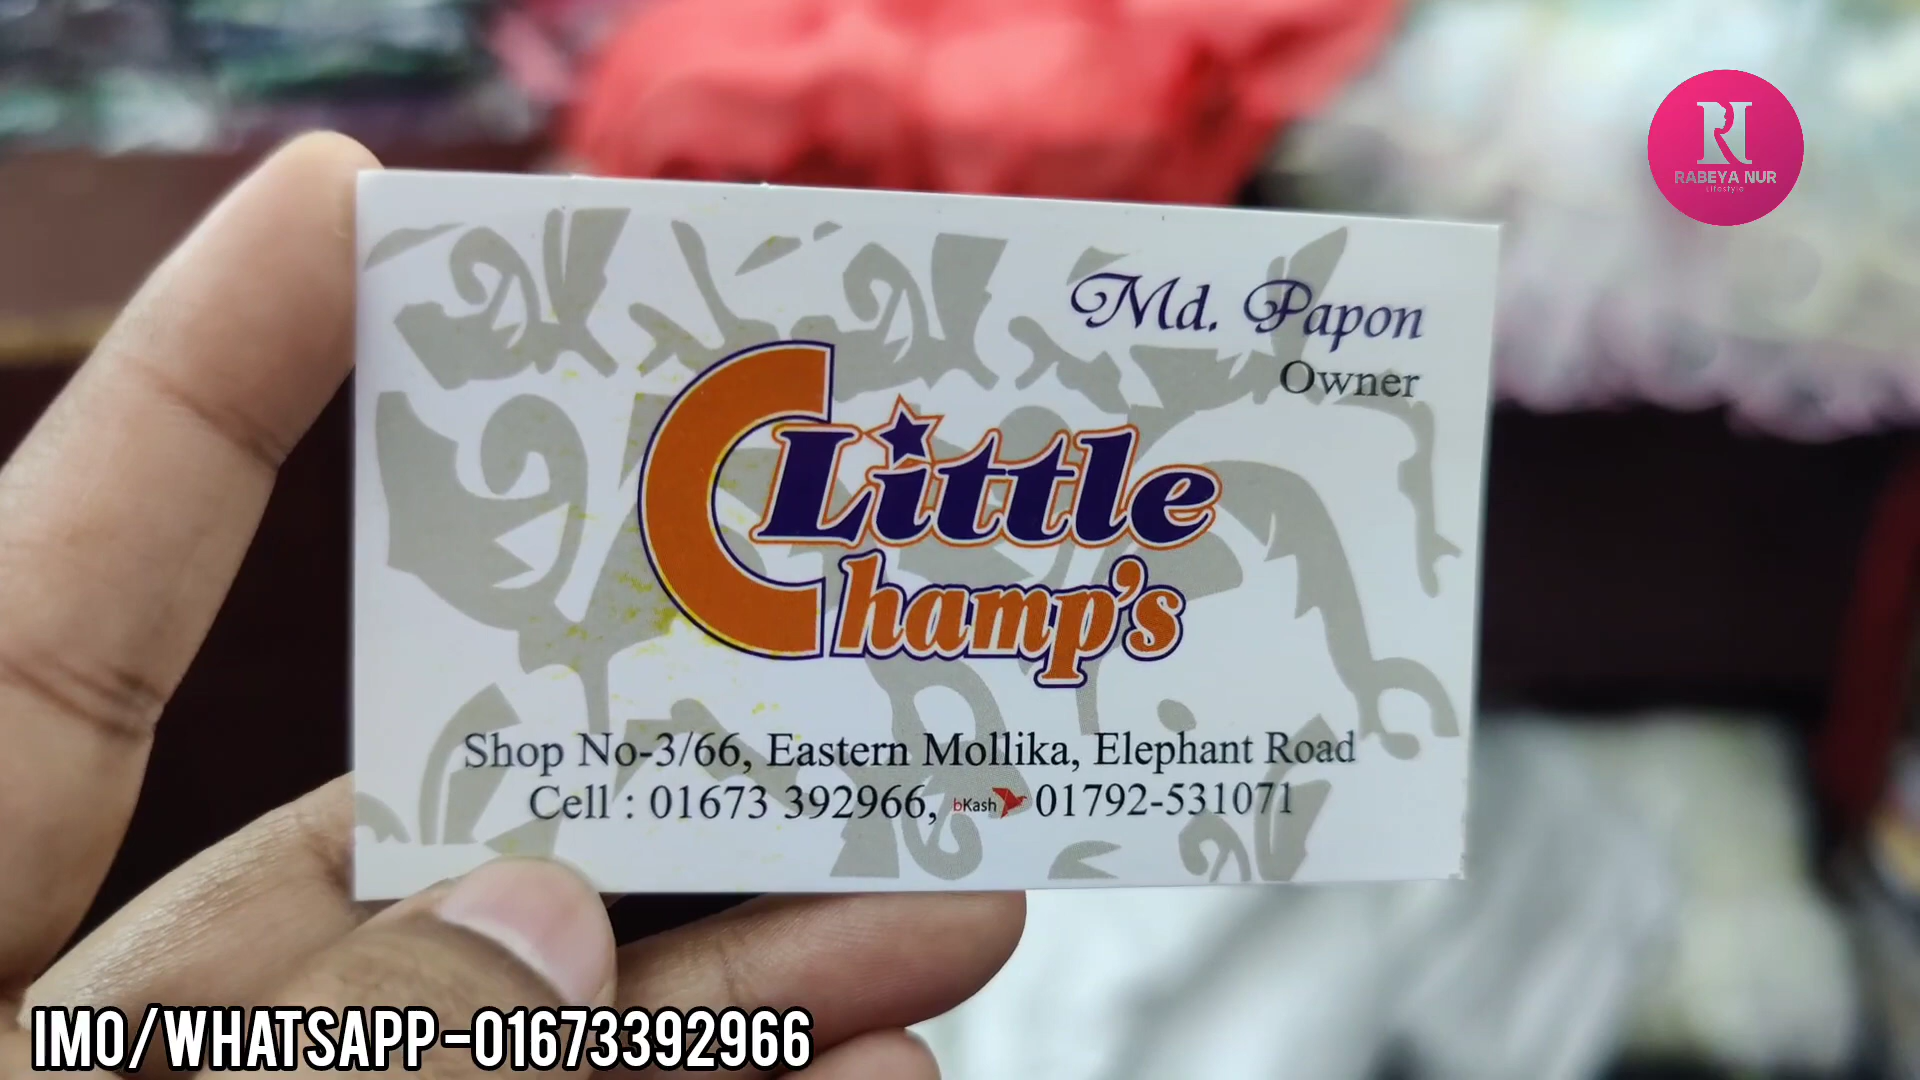 RABEYA NUR
Lifestyle
Md. Papon
Owner
Little
Champ's
Shop No-3/66, Eastern Mollika, Elephant Road
Cell : 01673 392966, bKash 01792-531071
IMO/WHATSAPP-01673392966